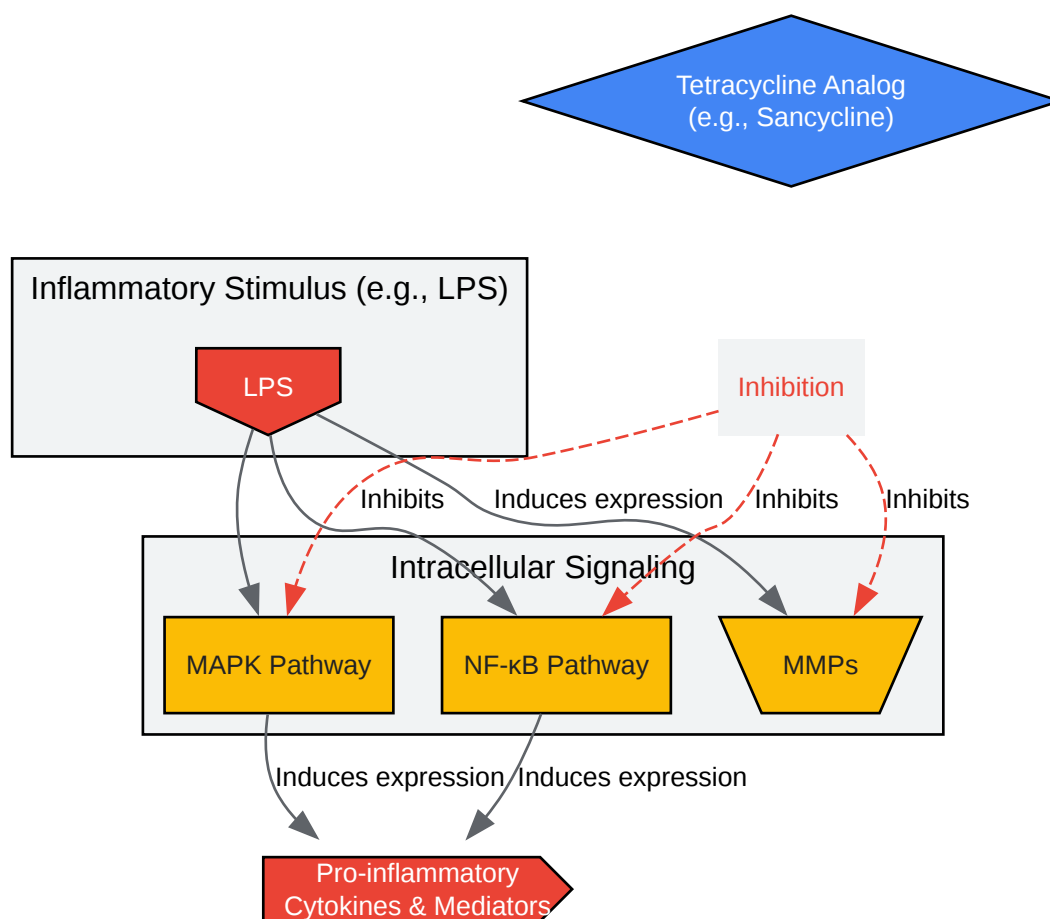 Tetracycline Analog
(e.g., Sancycline)
Inflammatory Stimulus (e.g., LPS)
LPS
Inhibition
Inhibits
Induces expression
Inhibits
Inhibits
Intracellular Signaling
MAPK Pathway
NF-κB Pathway
MMPs
Induces expression
Induces expression
Pro-inflammatory
Cytokines & Mediators